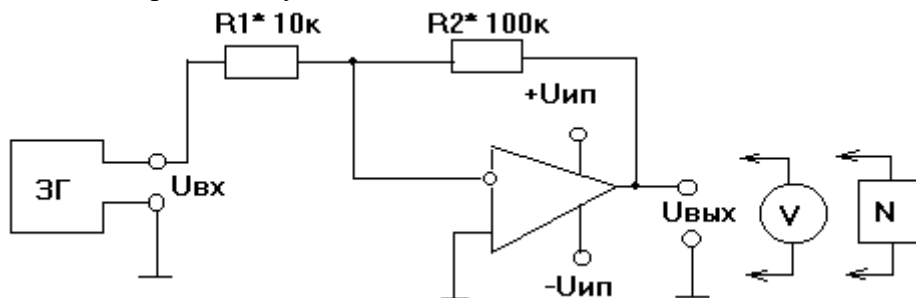 R1* 10к
R2* 100к
+Uип
ЗГ
Uвх
Uвых
V
N
-Uип